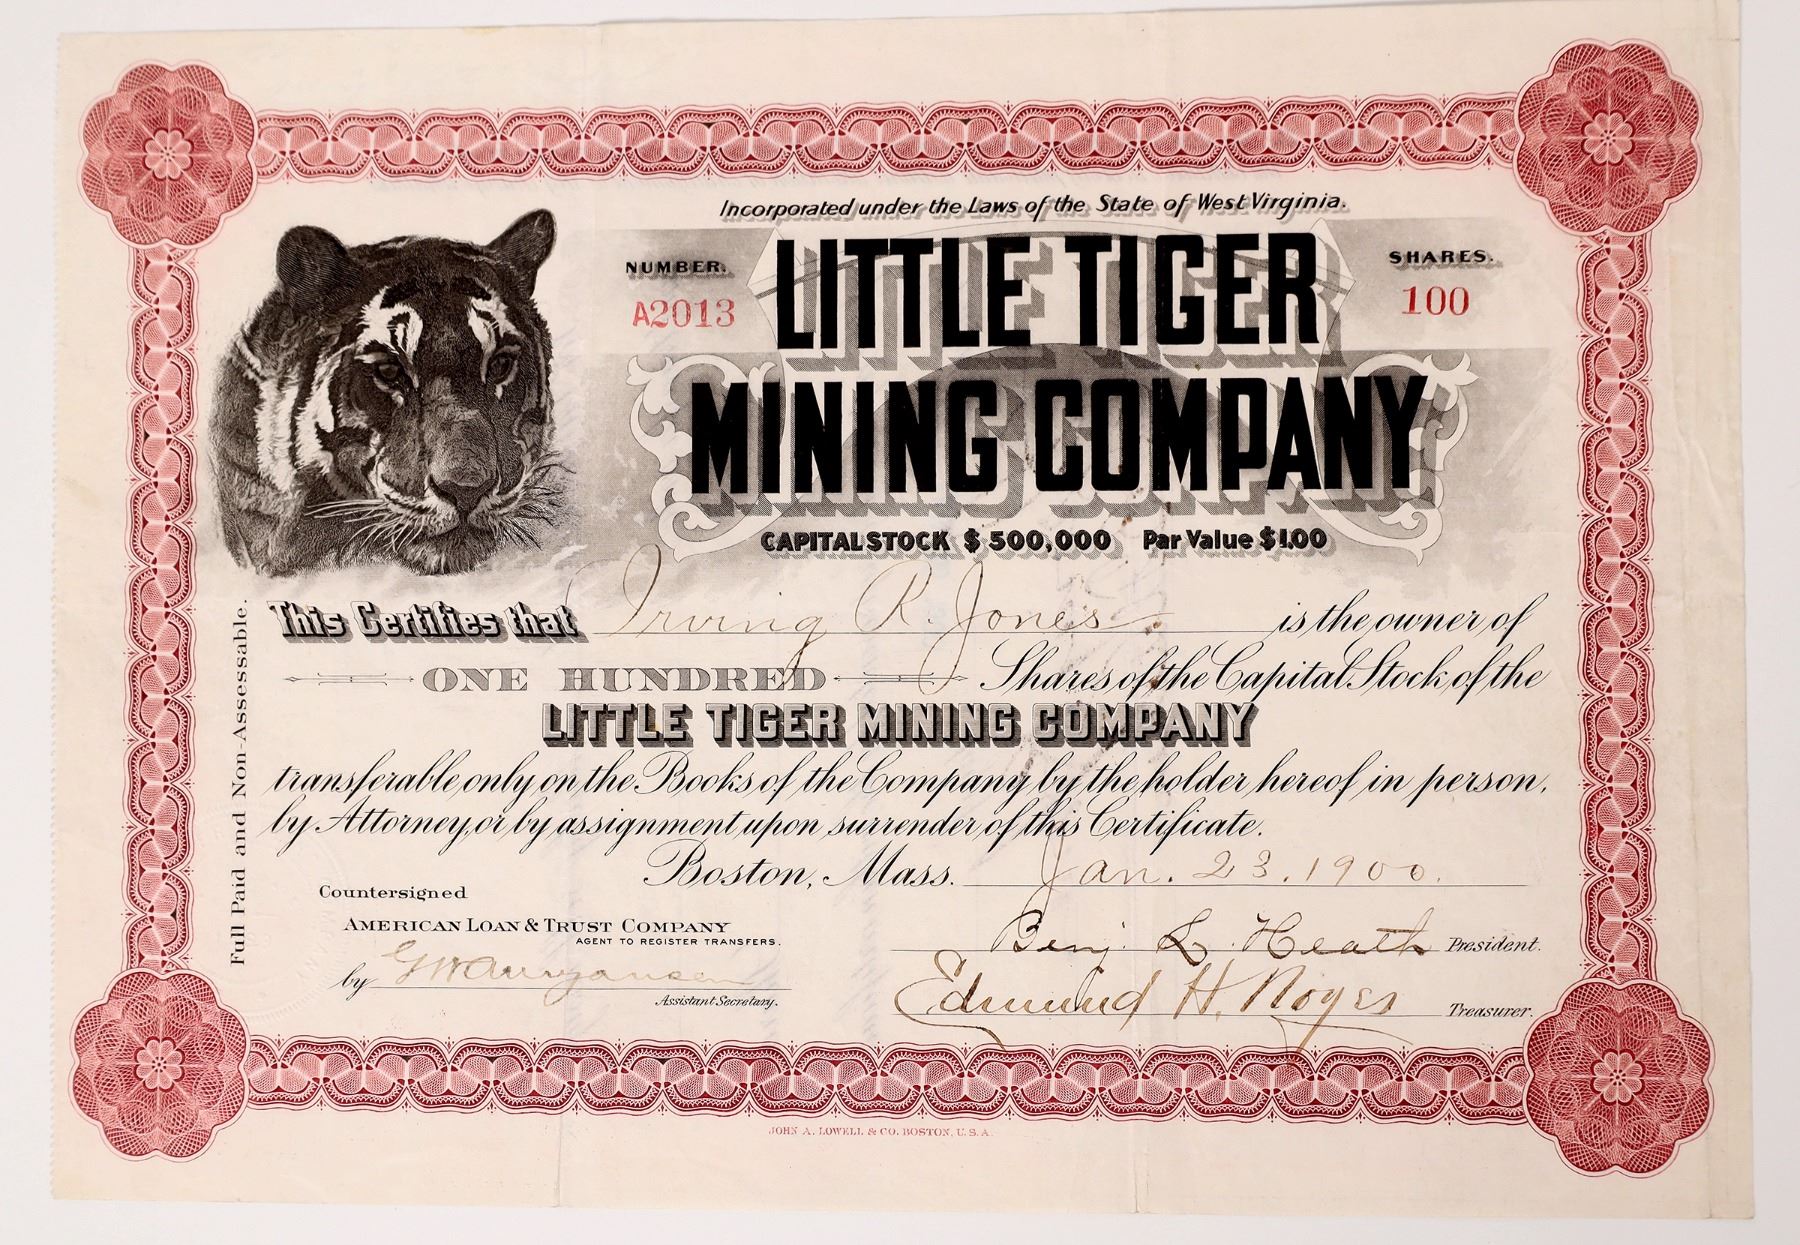 Incorporated under the Laws of the State of West Virginia.
NUMBER.
A2013
LITTLE TIGER
MINING COMPANY
SHARES.
100
CAPITAL STOCK $500,000 Par Value $1.00
This Certifies that Irving R. Jones is the owner of
ONE HUNDRED Shares of the Capital Stock of the
LITTLE TIGER MINING COMPANY
transferable only on the Books of the Company by the holder hereof in person,
by Attorney, or by assignment upon surrender of this Certificate.
Boston, Mass. Jan. 23. 1900.
Full Paid and Non-Assessable.
Countersigned
AMERICAN LOAN & TRUST COMPANY
AGENT TO REGISTER TRANSFERS.
by
Assistant Secretary.
Benj. L. Heath President.
Edmund H. Noyes Treasurer.
JOHN A. LOWELL & CO. BOSTON, U.S.A.